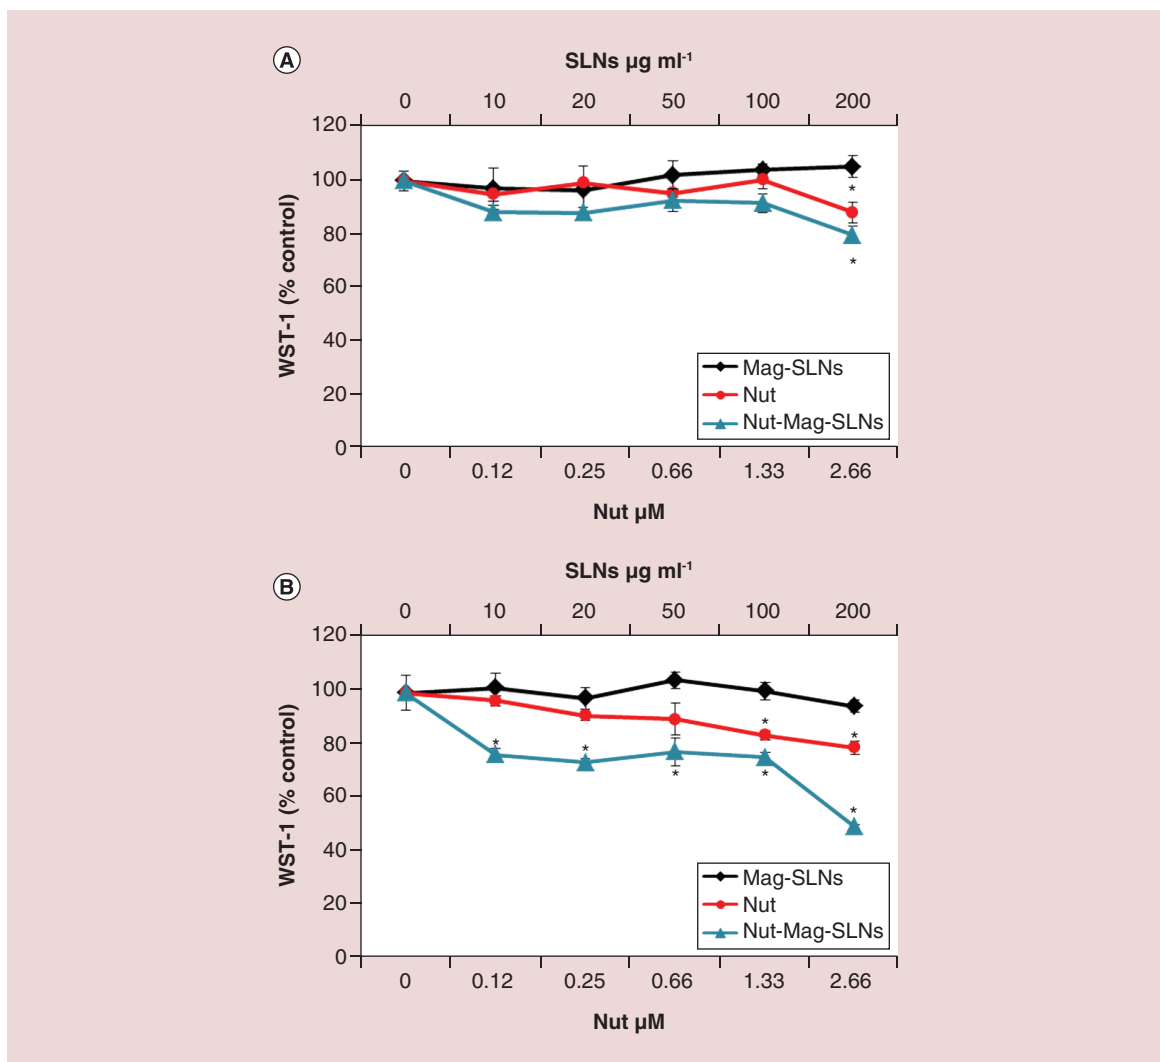 A
SLNs µg ml-1
0 10 20 50 100 200
120
100
80
60
40
20
0
WST-1 (% control)
*
*
Mag-SLNs
Nut
Nut-Mag-SLNs
0 0.12 0.25 0.66 1.33 2.66
Nut µM
B
SLNs µg ml-1
0 10 20 50 100 200
120
100
80
60
40
20
0
WST-1 (% control)
* * * * * * *
Mag-SLNs
Nut
Nut-Mag-SLNs
0 0.12 0.25 0.66 1.33 2.66
Nut µM